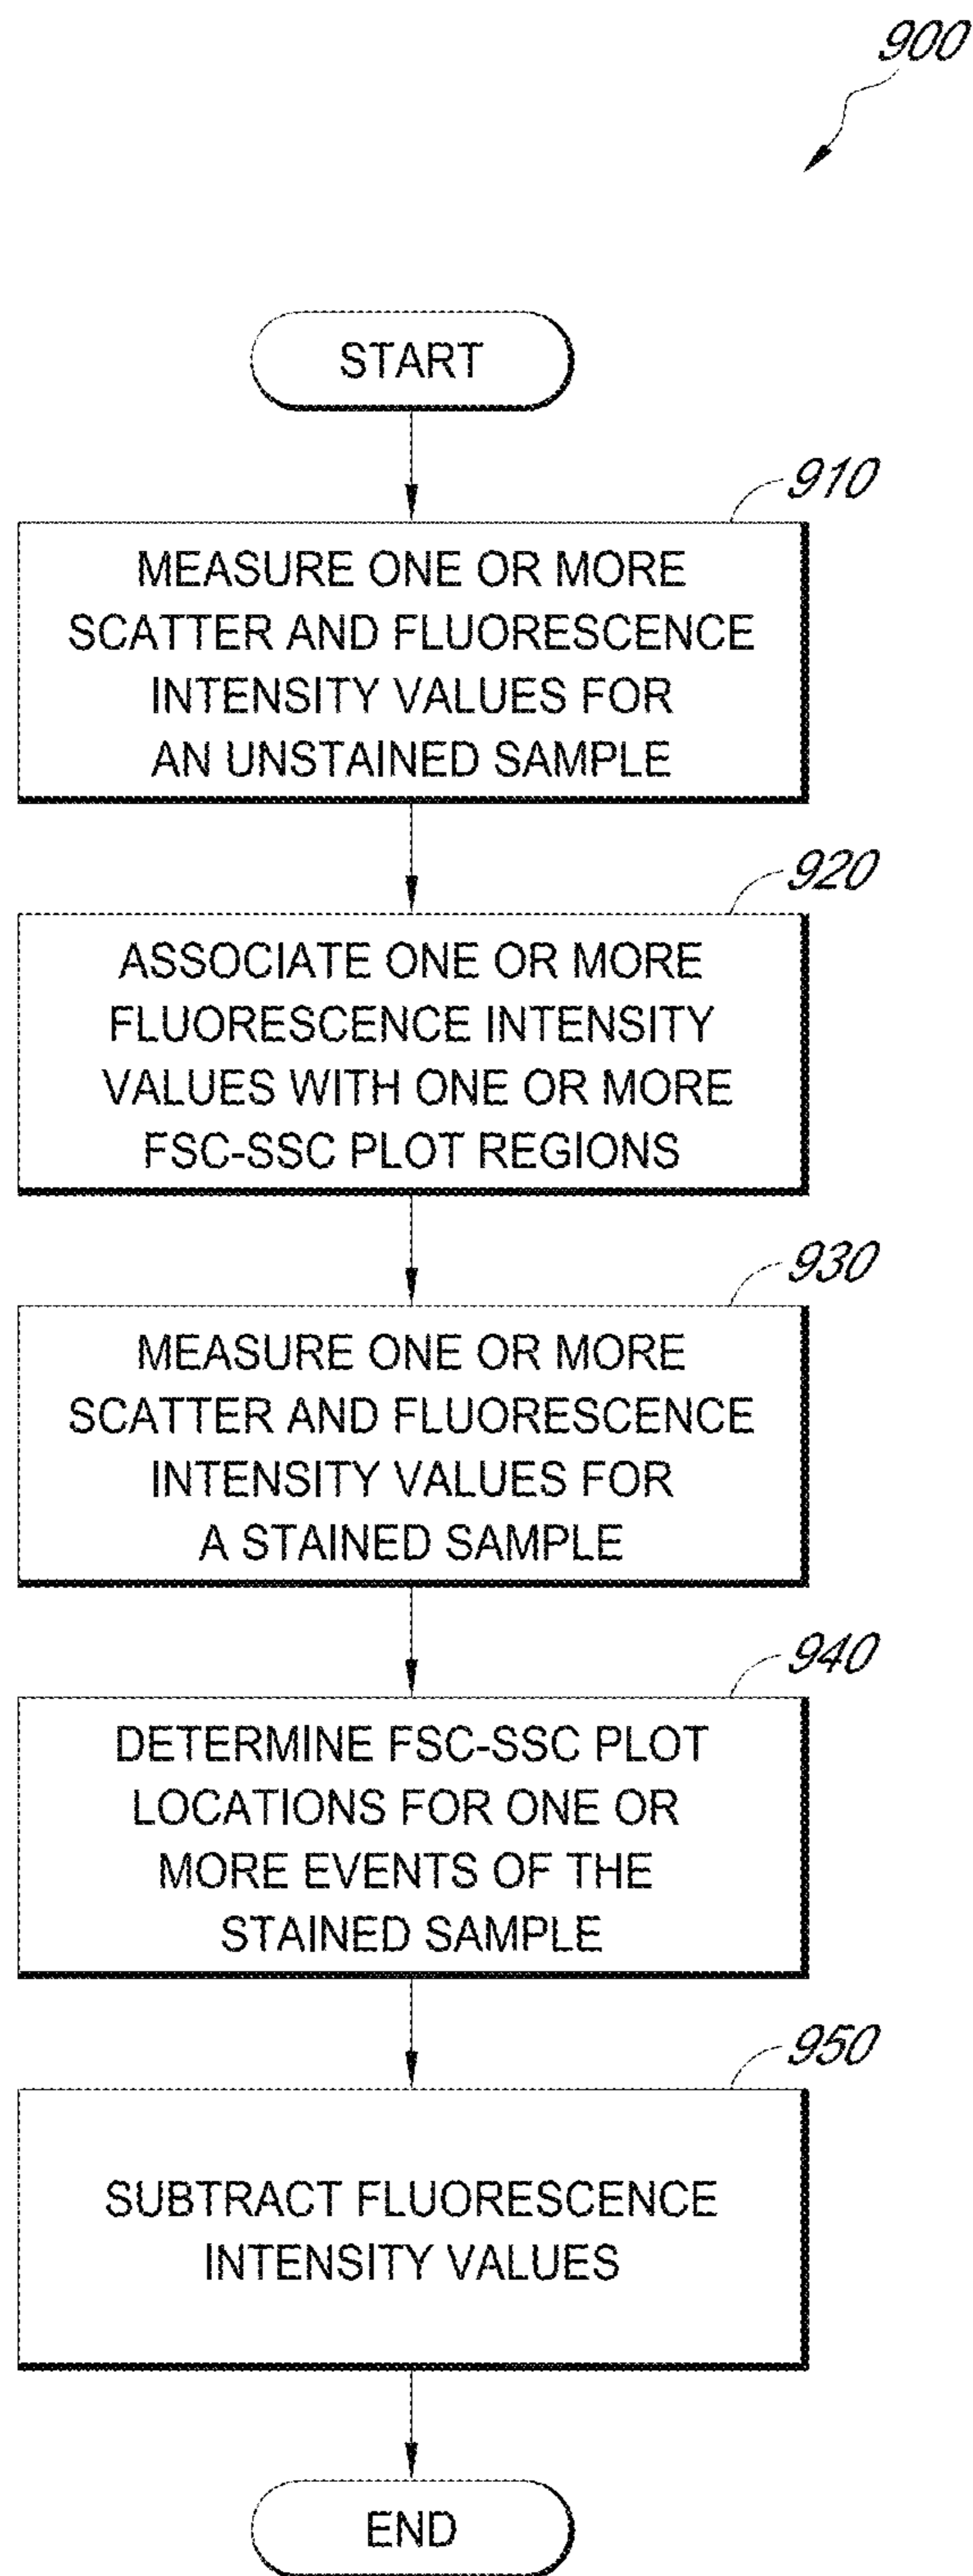 900
START
910
MEASURE ONE OR MORE
SCATTER AND FLUORESCENCE
INTENSITY VALUES FOR
AN UNSTAINED SAMPLE
920
ASSOCIATE ONE OR MORE
FLUORESCENCE INTENSITY
VALUES WITH ONE OR MORE
FSC-SSC PLOT REGIONS
930
MEASURE ONE OR MORE
SCATTER AND FLUORESCENCE
INTENSITY VALUES FOR
A STAINED SAMPLE
940
DETERMINE FSC-SSC PLOT
LOCATIONS FOR ONE OR
MORE EVENTS OF THE
STAINED SAMPLE
950
SUBTRACT FLUORESCENCE
INTENSITY VALUES
END